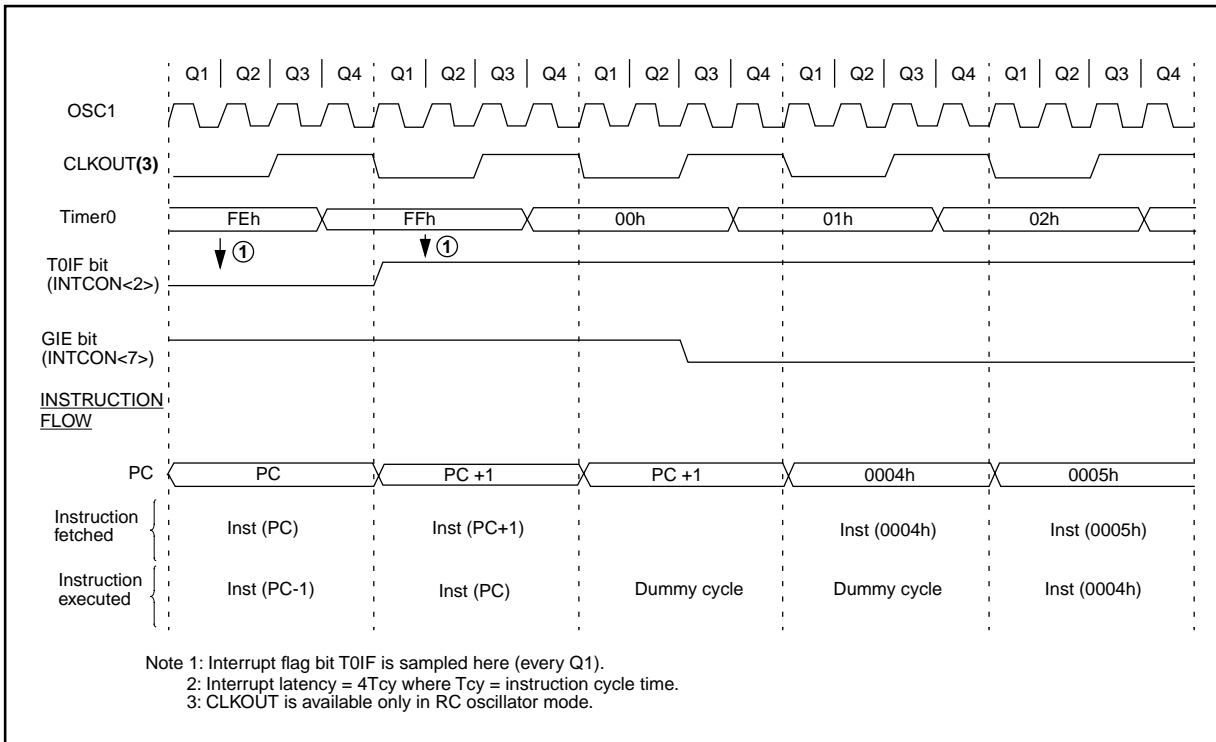 Q1 Q2 Q3 Q4 Q1 Q2 Q3 Q4 Q1 Q2 Q3 Q4 Q1 Q2 Q3 Q4 Q1 Q2 Q3 Q4
OSC1
CLKOUT(3)
Timer0 FEh FFh 00h 01h 02h
1 1
T0IF bit
(INTCON<2>)
GIE bit
(INTCON<7>)
INSTRUCTION
FLOW
PC PC PC +1 PC +1 0004h 0005h
Instruction
fetched
Inst (PC) Inst (PC+1) Inst (0004h) Inst (0005h)
Instruction
executed
Inst (PC-1) Inst (PC) Dummy cycle Dummy cycle Inst (0004h)
Note 1: Interrupt flag bit T0IF is sampled here (every Q1).
2: Interrupt latency = 4Tcy where Tcy = instruction cycle time.
3: CLKOUT is available only in RC oscillator mode.